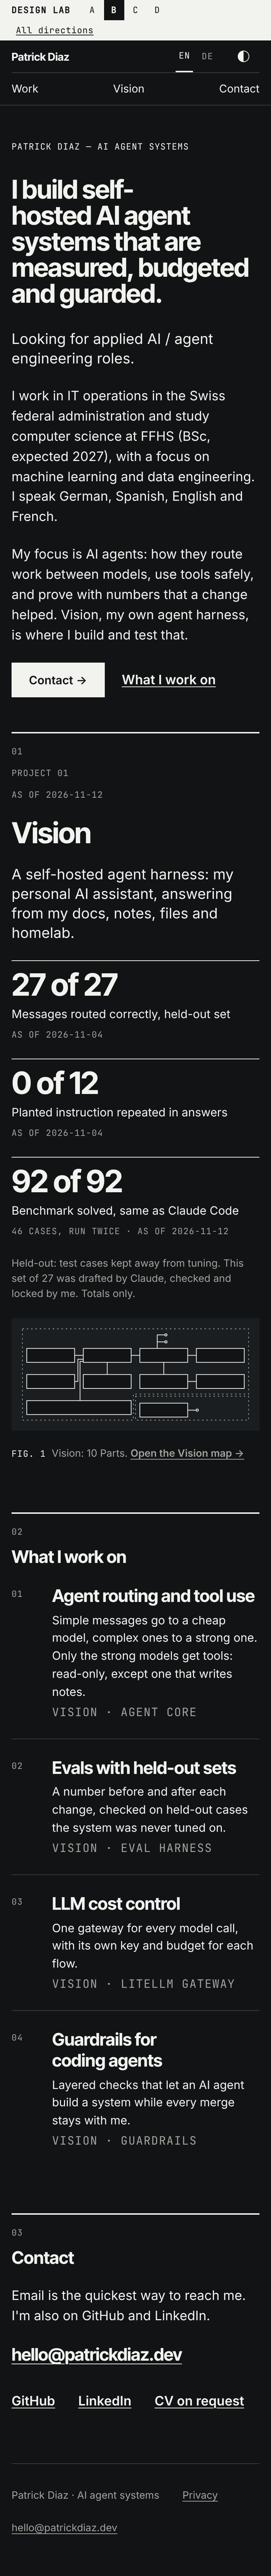 DESIGN LAB A B C D
All directions
Patrick Diaz EN DE
Work Vision Contact
PATRICK DIAZ — AI AGENT SYSTEMS
I build self-
hosted AI agent
systems that are
measured, budgeted
and guarded.
Looking for applied AI / agent
engineering roles.
I work in IT operations in the Swiss
federal administration and study
computer science at FFHS (BSc,
expected 2027), with a focus on
machine learning and data engineering.
I speak German, Spanish, English and
French.
My focus is AI agents: how they route
work between models, use tools safely,
and prove with numbers that a change
helped. Vision, my own agent harness,
is where I build and test that.
Contact → What I work on
01
PROJECT 01
AS OF 2026-11-12
Vision
A self-hosted agent harness: my
personal AI assistant, answering
from my docs, notes, files and
homelab.
27 of 27
Messages routed correctly, held-out set
AS OF 2026-11-04
0 of 12
Planted instruction repeated in answers
AS OF 2026-11-04
92 of 92
Benchmark solved, same as Claude Code
46 CASES, RUN TWICE · AS OF 2026-11-12
Held-out: test cases kept away from tuning. This
set of 27 was drafted by Claude, checked and
locked by me. Totals only.
FIG. 1 Vision: 10 Parts. Open the Vision map →
02
What I work on
01 Agent routing and tool use
Simple messages go to a cheap
model, complex ones to a strong one.
Only the strong models get tools:
read-only, except one that writes
notes.
VISION · AGENT CORE
02 Evals with held-out sets
A number before and after each
change, checked on held-out cases
the system was never tuned on.
VISION · EVAL HARNESS
03 LLM cost control
One gateway for every model call,
with its own key and budget for each
flow.
VISION · LITELLM GATEWAY
04 Guardrails for
coding agents
Layered checks that let an AI agent
build a system while every merge
stays with me.
VISION · GUARDRAILS
03
Contact
Email is the quickest way to reach me.
I'm also on GitHub and LinkedIn.
hello@patrickdiaz.dev
GitHub LinkedIn CV on request
Patrick Diaz · AI agent systems Privacy
hello@patrickdiaz.dev